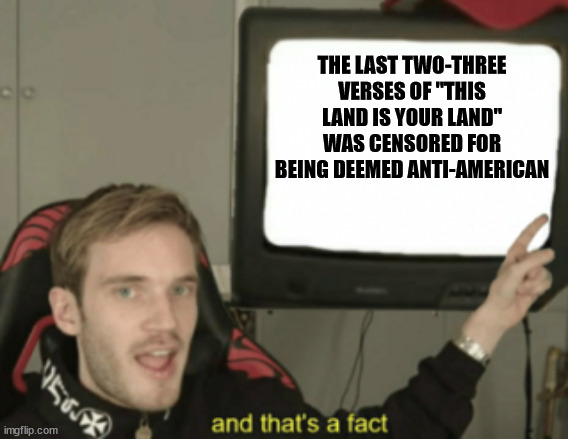 THE LAST TWO-THREE
VERSES OF "THIS
LAND IS YOUR LAND"
WAS CENSORED FOR
BEING DEEMED ANTI-AMERICAN
and that's a fact
imgflip.com